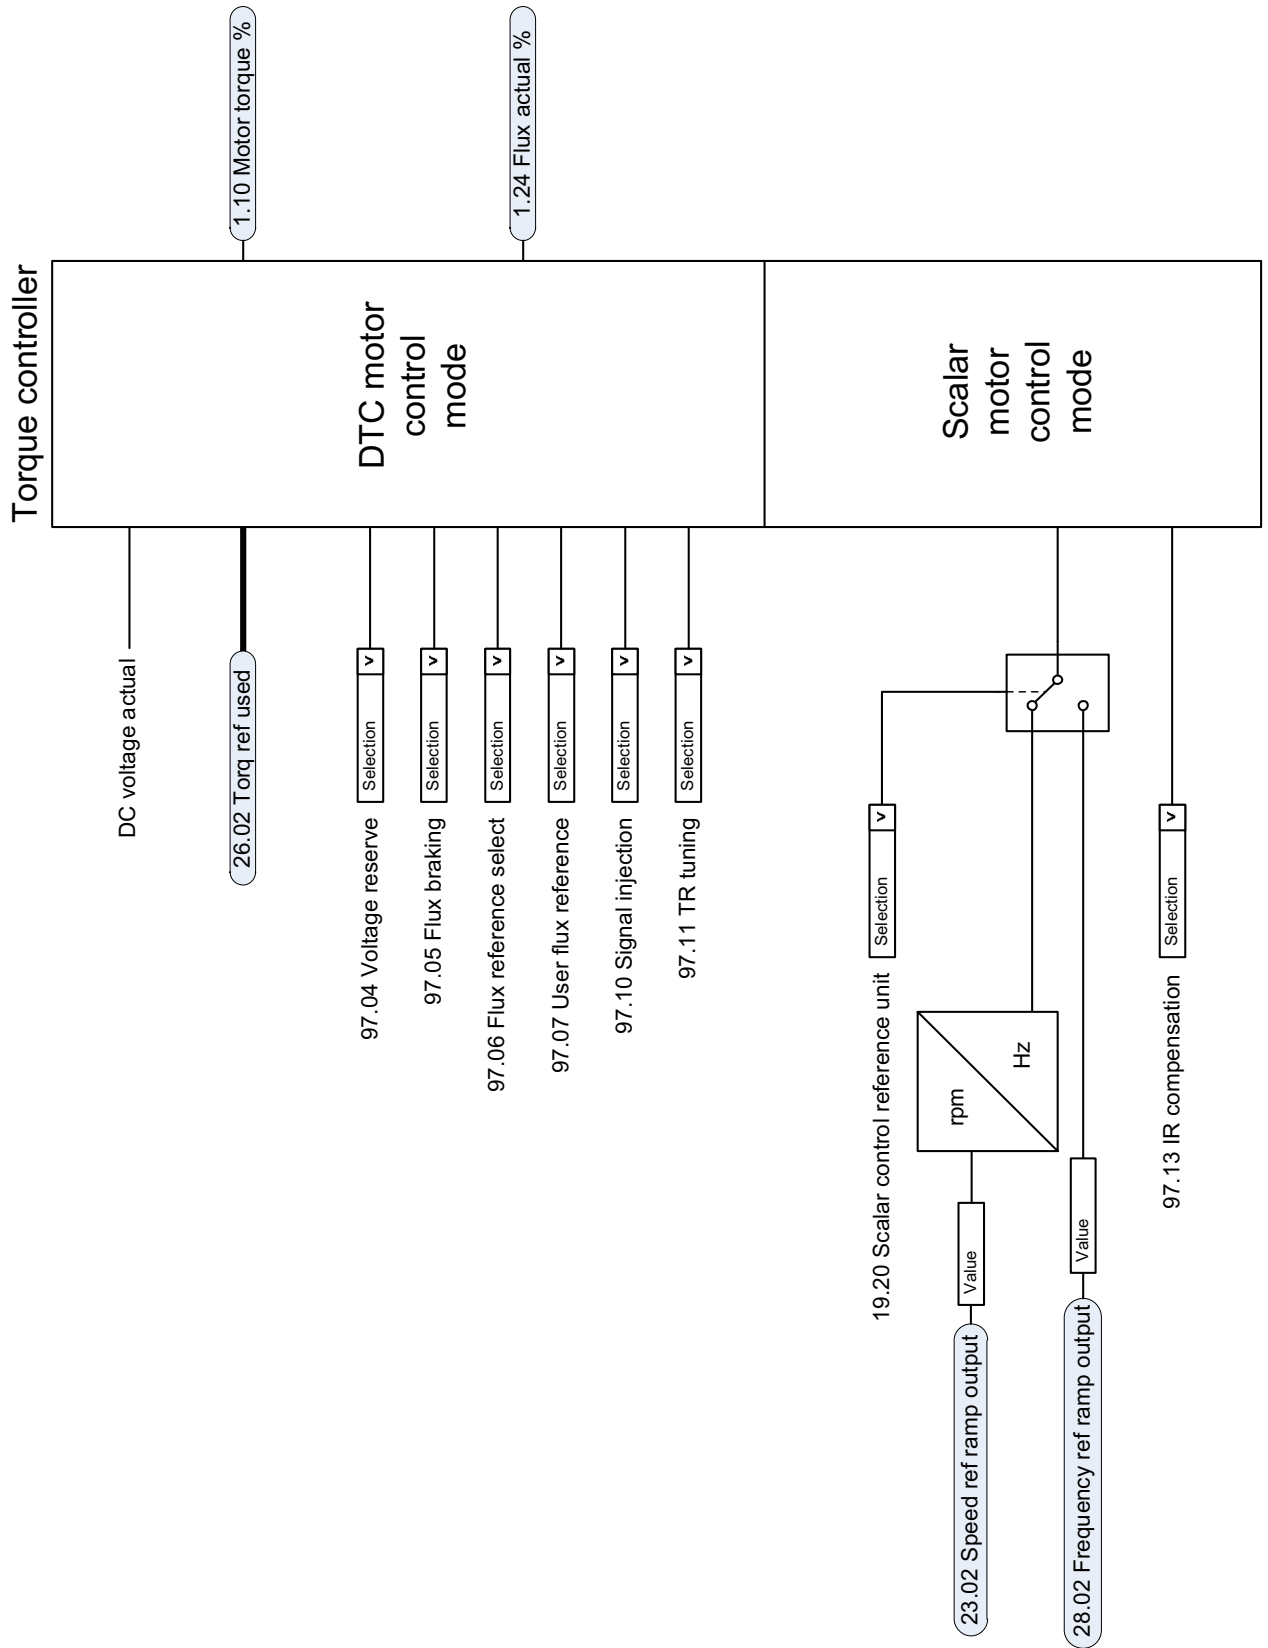 Torque controller
DC voltage actual
26.02 Torq ref used
1.10 Motor torque %
DTC motor
control
mode
97.04 Voltage reserve
Selection
v
97.05 Flux braking
Selection
v
97.06 Flux reference select
Selection
v
1.24 Flux actual %
97.07 User flux reference
Selection
v
97.10 Signal injection
Selection
v
97.11 TR tuning
Selection
v
Scalar
motor
control
mode
19.20 Scalar control reference unit
Selection
v
23.02 Speed ref ramp output
Value
rpm
Hz
28.02 Frequency ref ramp output
Value
97.13 IR compensation
Selection
v